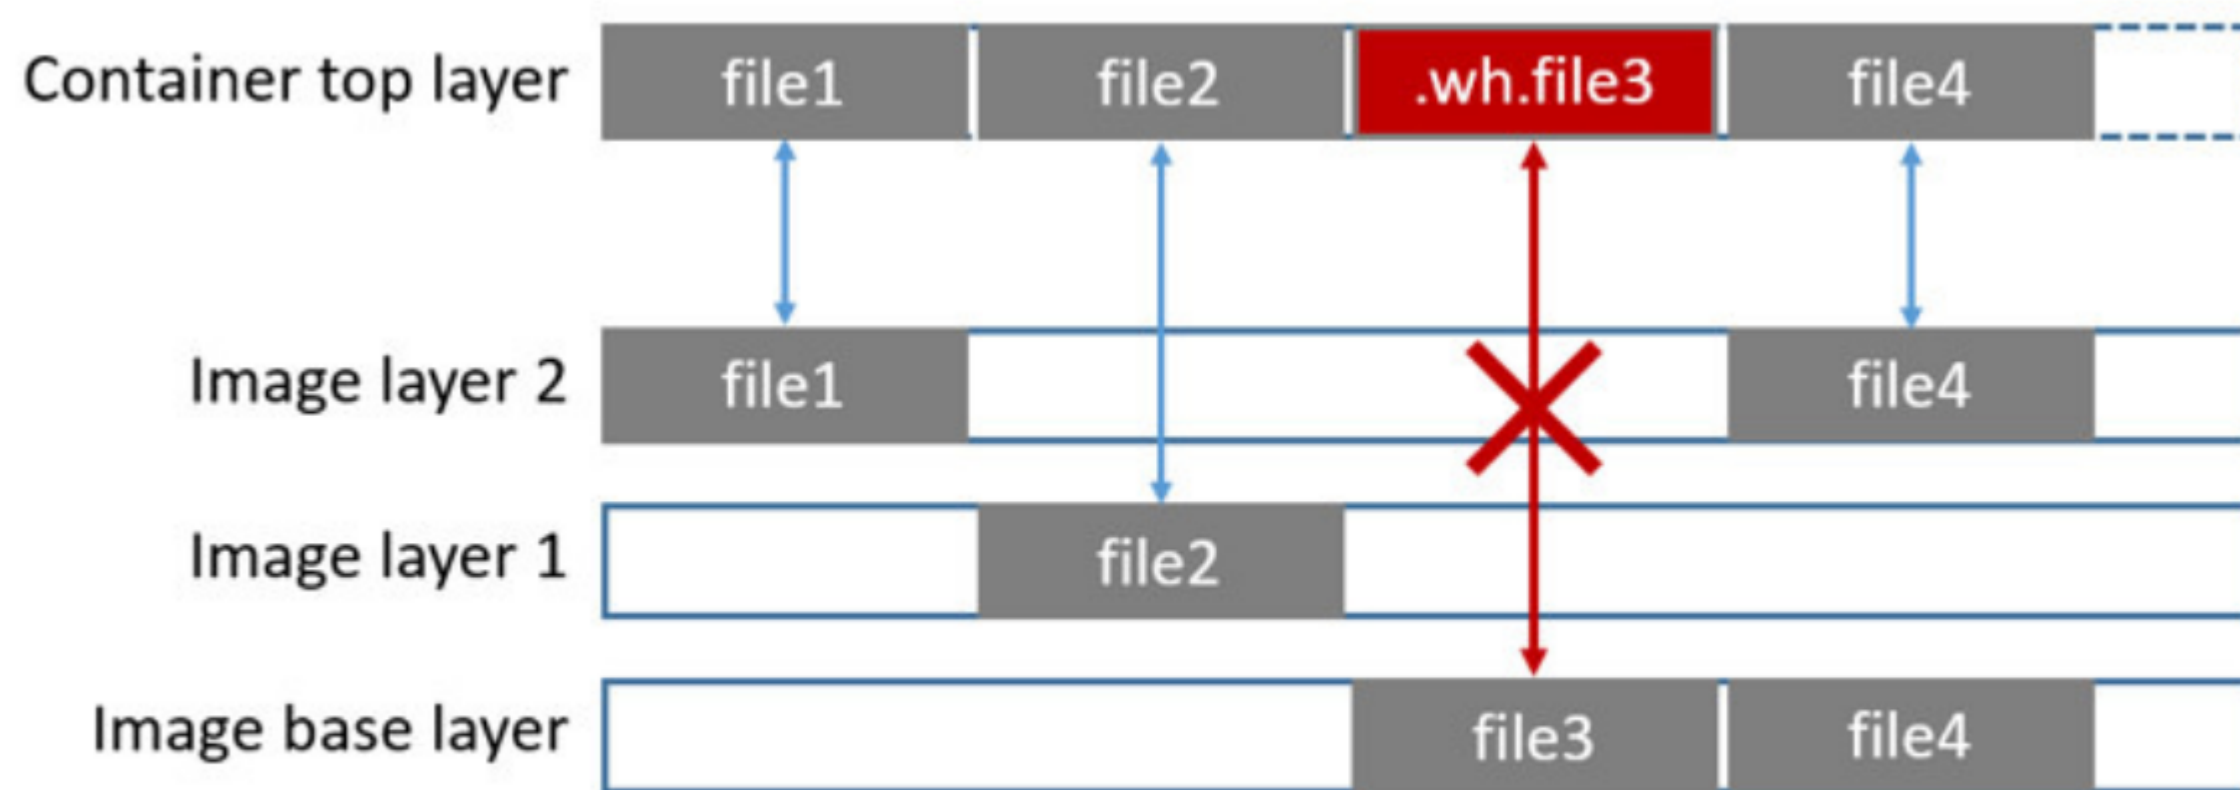 Container top layer file1 file2 .wh.file3 file4
Image layer 2 file1 file4
Image layer 1 file2
Image base layer file3 file4